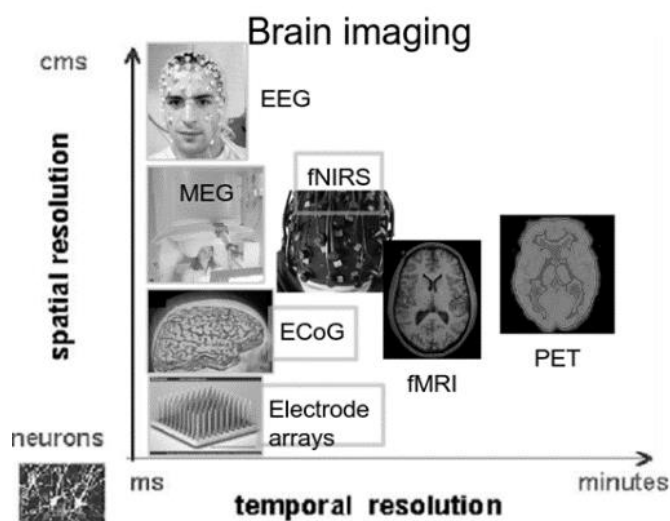 Brain imaging
cms
EEG
MEG
fNIRS
spatial resolution
ECoG
fMRI
PET
Electrode
arrays
neurons
ms
minutes
temporal resolution